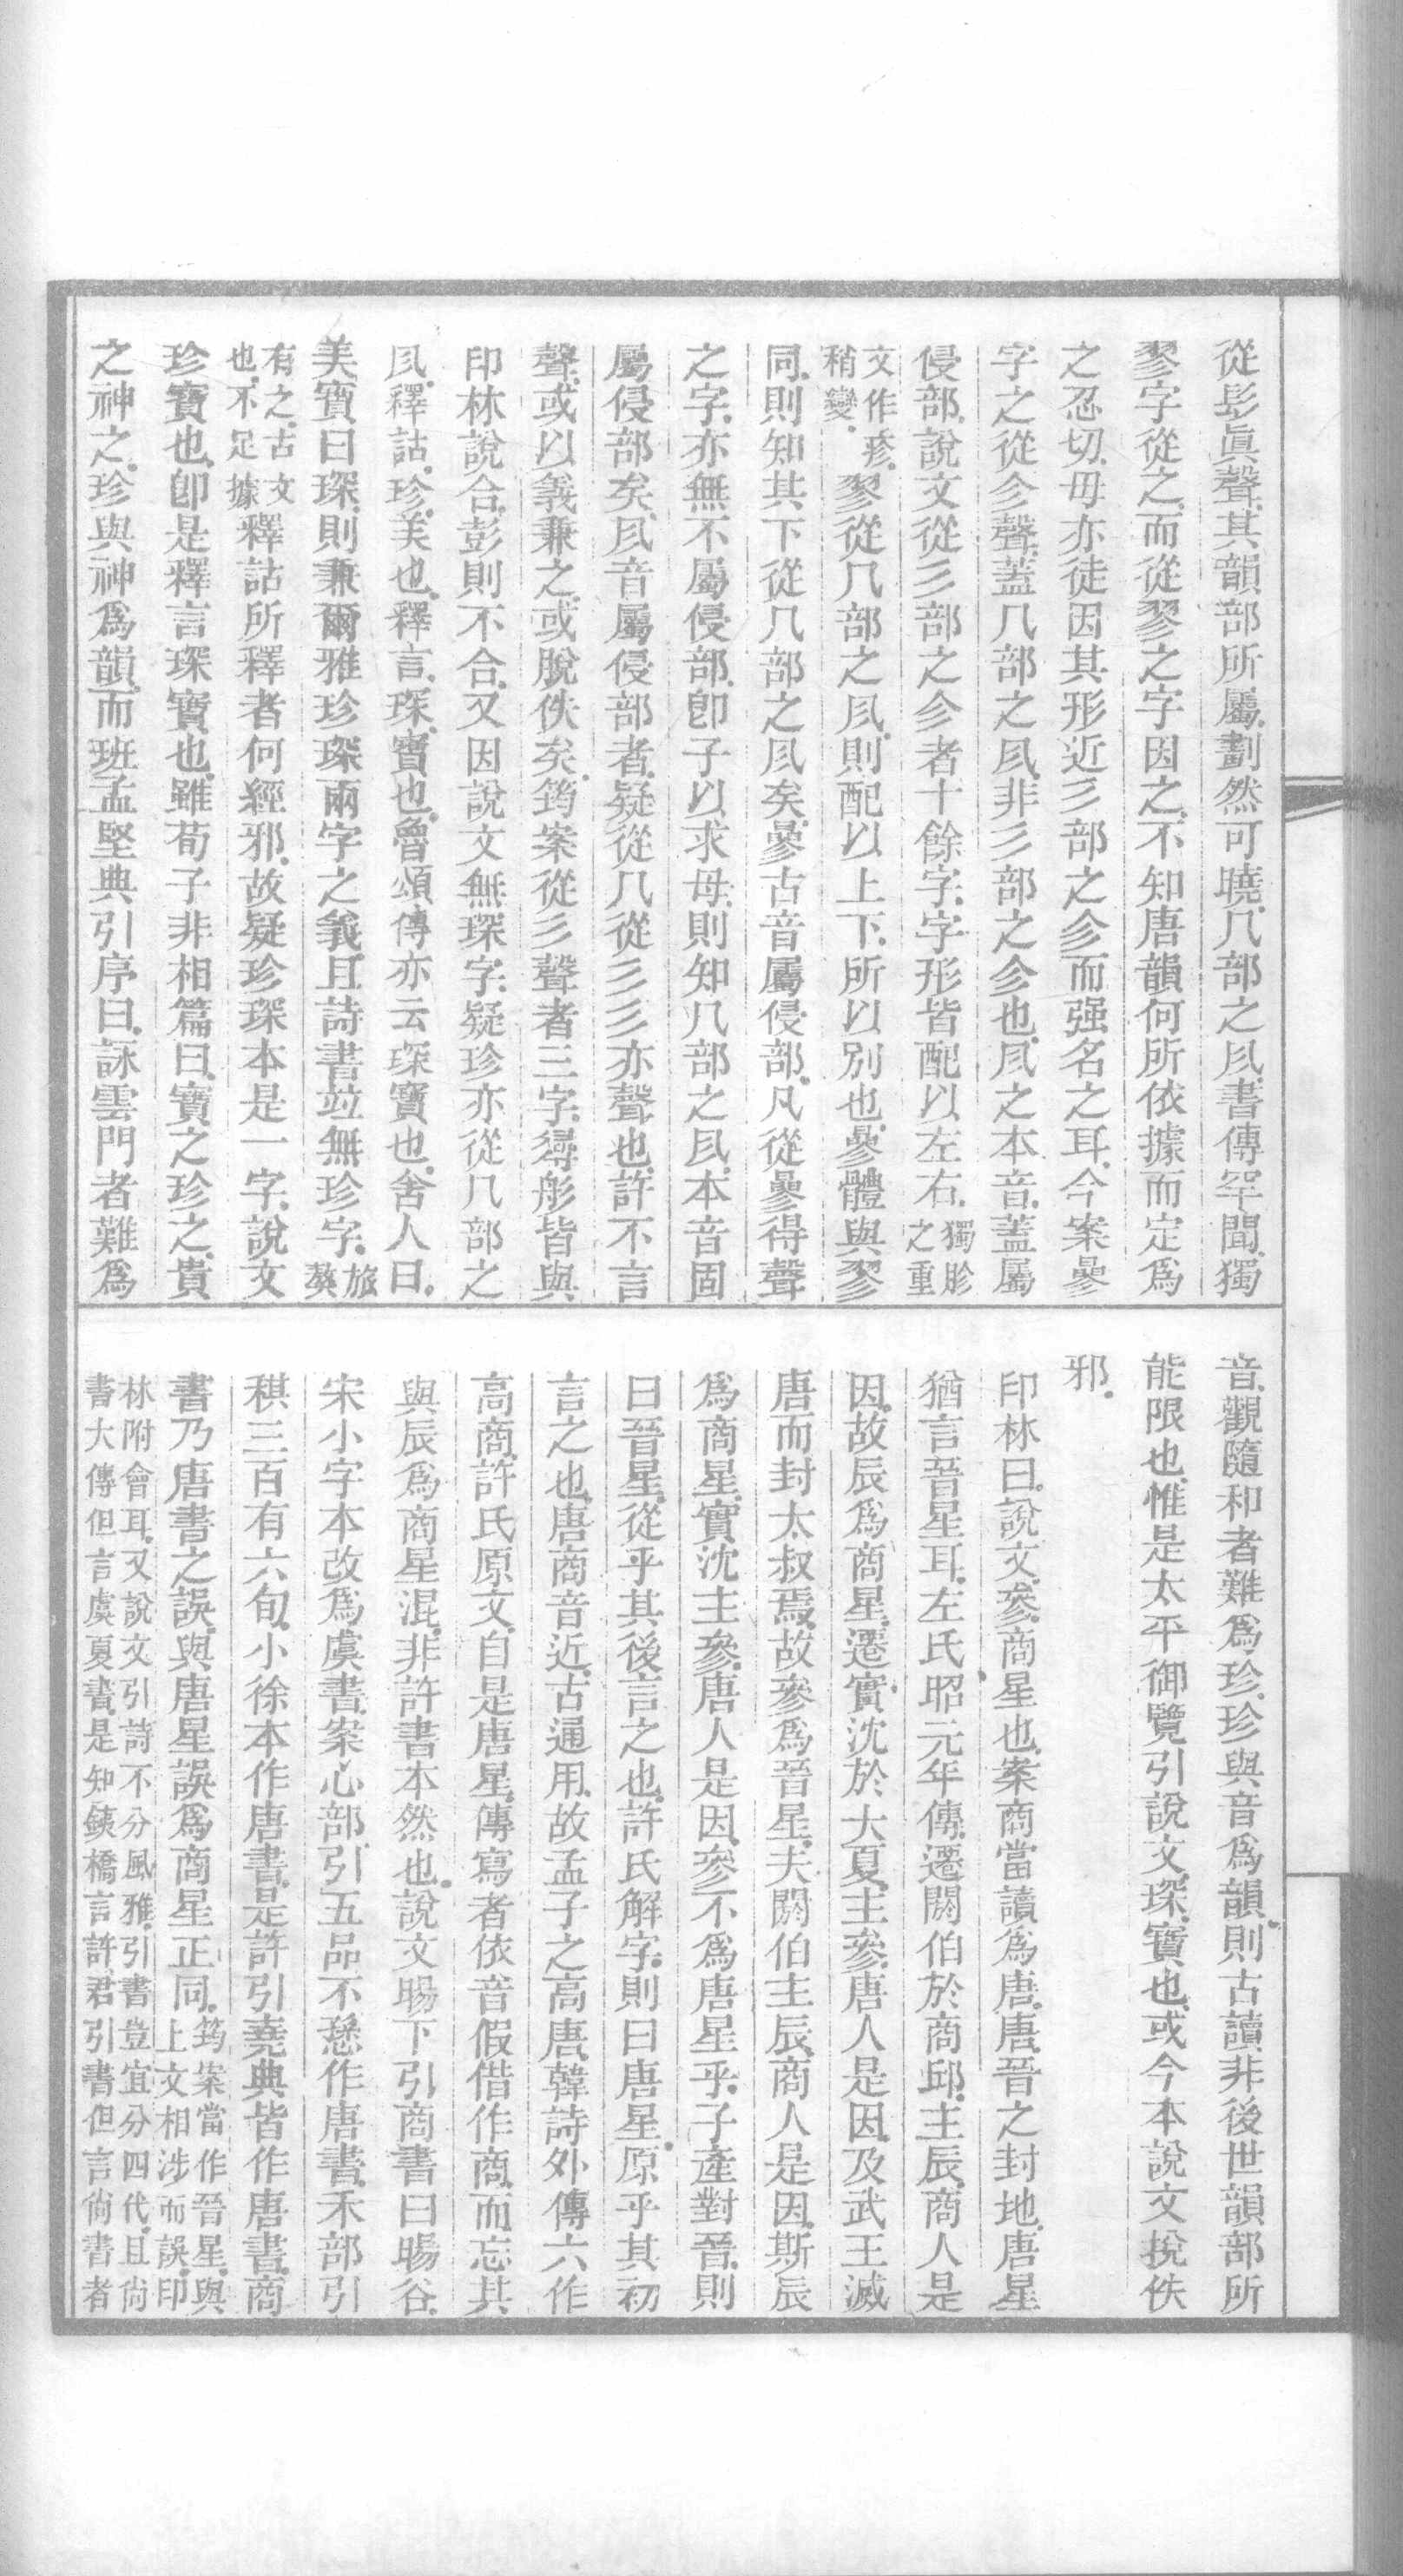 從髟眞聲其韻部所屬劃然可曉几部之㐱書傳罕聞獨
翏字從之而從翏之字因之不知唐韻何所依據而定爲
之忍切毋亦徒因其形近彡部之㐱而强名之耳今案曑
字之從㐱聲蓋几部之㐱非彡部之㐱也㐱之本音蓋屬
侵部說文從彡部之㐱者十餘字字形皆配以左右獨胗之重
文作疹稍變翏從几部之㐱則配以上下所以別也曑體與翏
同則知其下從几部之㐱矣曑古音屬侵部凡從曑得聲
之字亦無不屬侵部卽子以求母則知几部之㐱本音固
屬侵部矣㐱音屬侵部者疑從几從彡彡亦聲也許不言
聲或以義兼之或脫佚矣筠案從彡聲者三字尋彤皆與
印林說合彭則不合又因說文無琛字疑珍亦從几部之
㐱釋詁珍美也釋言琛寶也魯頌傳亦云琛寶也舍人曰
美寶曰琛則兼爾雅珍琛兩字之義且詩書竝無珍字旅獒
有之古文也不足據釋詁所釋者何經邪故疑珍琛本是一字說文
珍寶也卽是釋言琛寶也雖荀子非相篇曰寶之珍之貴
之神之珍與神爲韻而班孟堅典引序曰詠雲門者難爲
音觀隨和者難爲珍珍與音爲韻則古讀非後世韻部所
能限也惟是太平御覽引說文琛寶也或今本說文挩佚
邪
印林曰說文曑商星也案商當讀爲唐唐晉之封地唐星
猶言晉星耳左氏昭元年傳遷閼伯於商邱主辰商人是
因故辰爲商星遷實沈於大夏主參唐人是因及武王滅
唐而封太叔焉故參爲晉星夫閼伯主辰商人是因斯辰
爲商星實沈主參唐人是因參不爲唐星乎子產對晉則
曰晉星從乎其後言之也許氏解字則曰唐星原乎其初
言之也唐商音近古通用故孟子之高唐韓詩外傳六作
高商許氏原文自是唐星傳寫者依音假借作商而忘其
與辰爲商星混非許書本然也說文暘下引商書曰暘谷
宋小字本改爲虞書案心部引五品不愻作唐書禾部引
稘三百有六旬小徐本作唐書是許引堯典皆作唐書商
書乃唐書之誤與唐星誤爲商星正同筠案當作晉星與上文相涉而誤印
林附會耳又說文引詩不分風雅引書豈宜分四代且尚書大傳但言虞夏書是知銕橋言許君引書但言尚書者